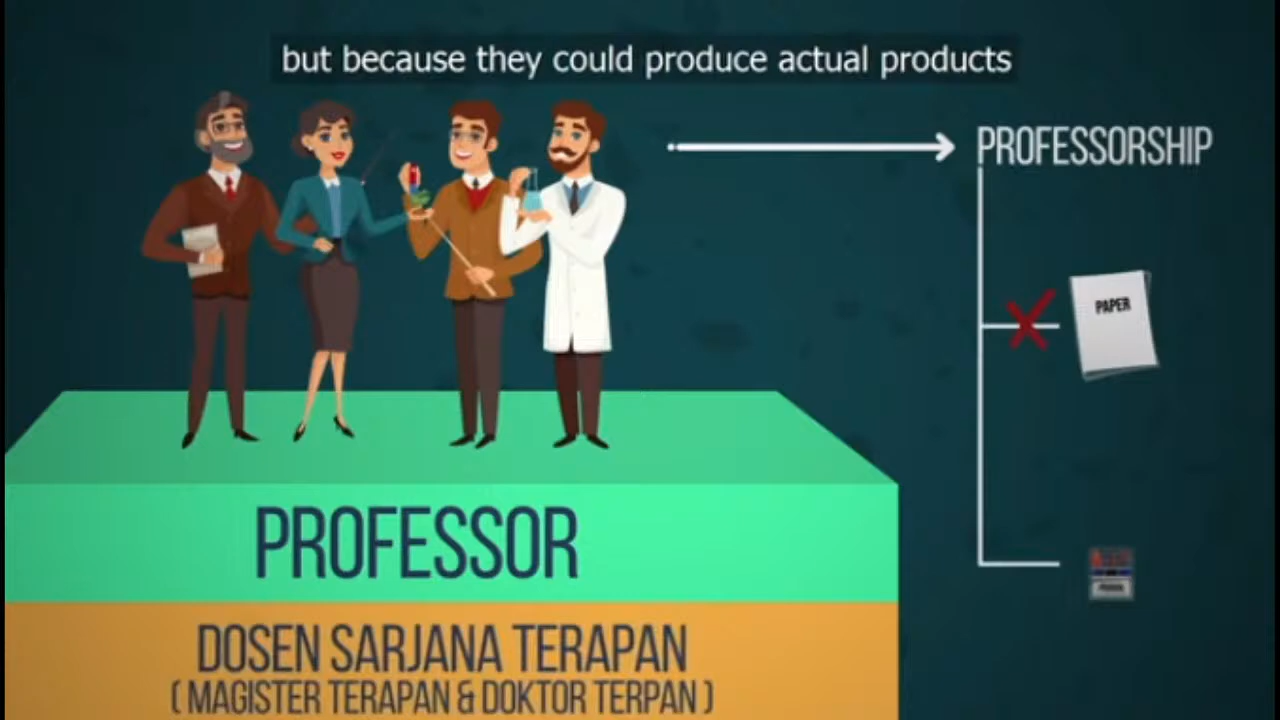 but because they could produce actual products
PROFESSORSHIP
PAPER
PROFESSOR
DOSEN SARJANA TERAPAN
( MAGISTER TERAPAN & DOKTOR TERPAN )